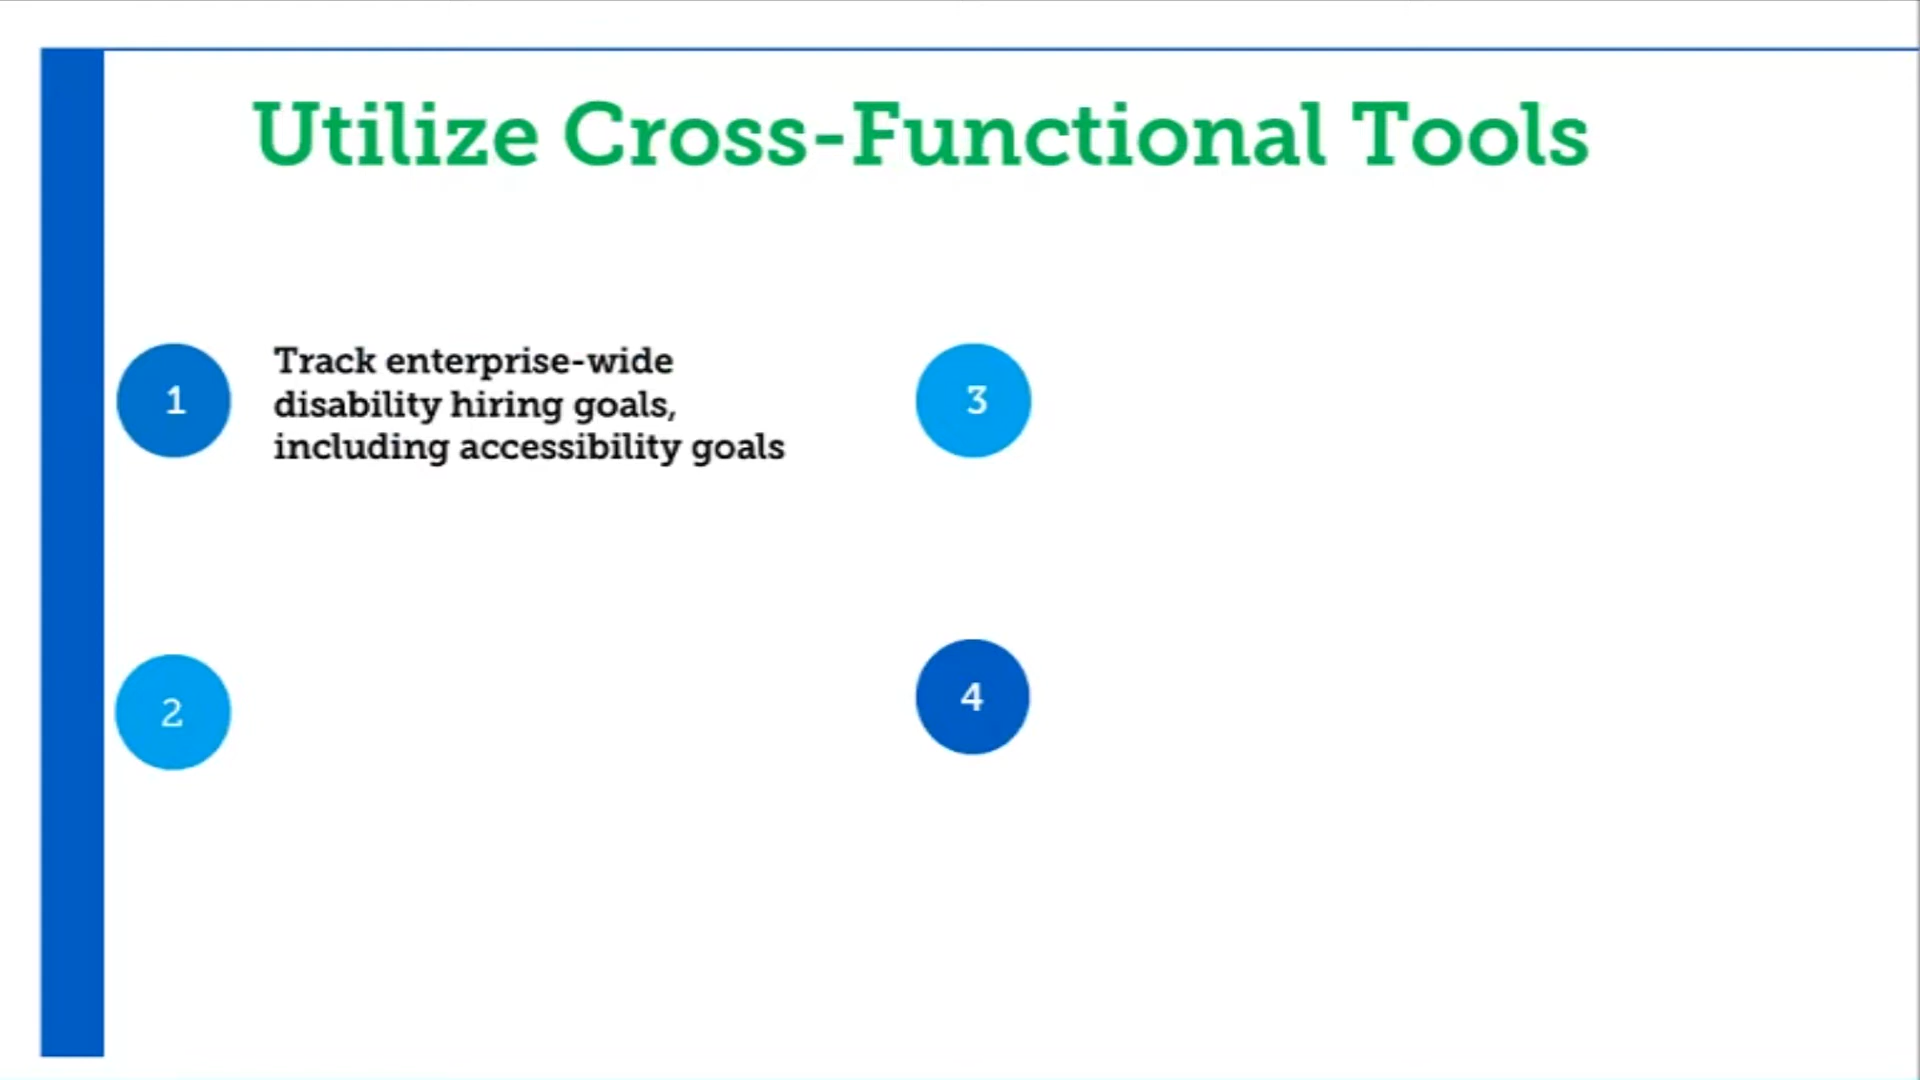 Utilize Cross-Functional Tools
1
Track enterprise-wide
disability hiring goals,
including accessibility goals
2
3
4